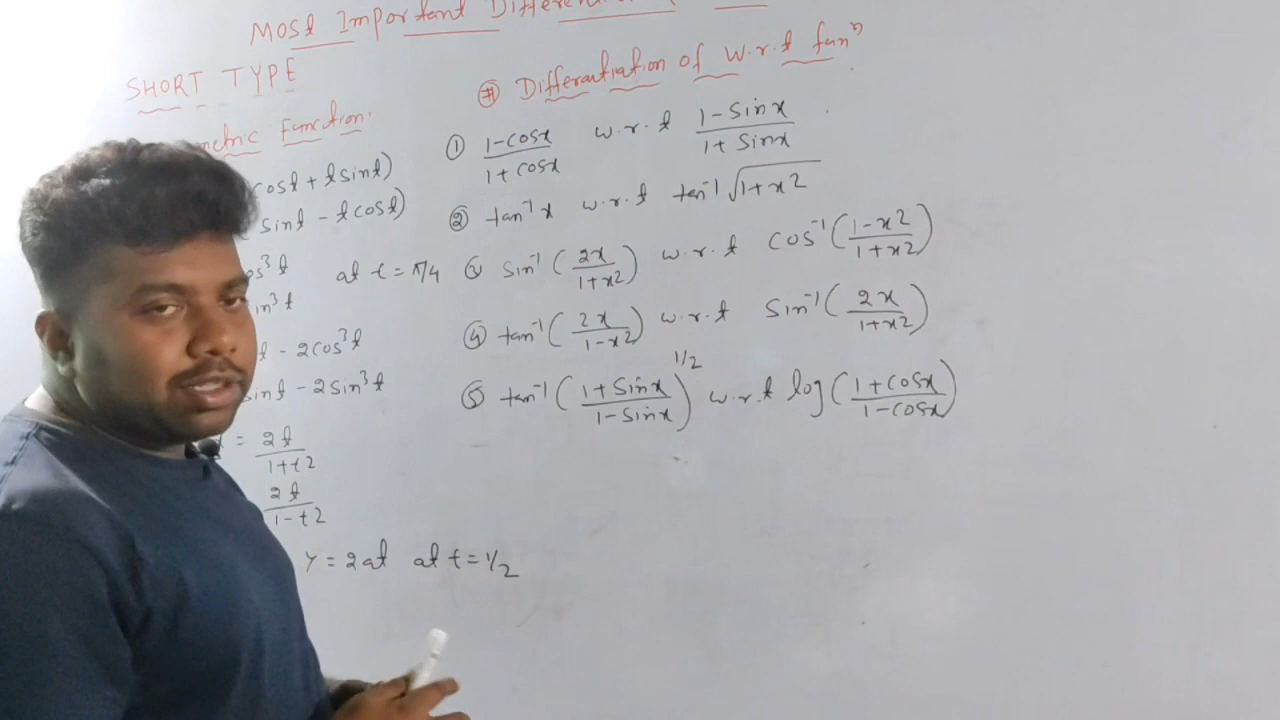 Most Important
SHORT TYPE
Function.
cost + t sint)
sint - t cost)
os³t at t = π/4
in³t
t - 2cos³t
sint - 2sin³t
= 2t / 1+t2
2t / 1-t2
y = 2at at t = 1/2
# Differentiation of w.r.t funⁿ
① 1-cosx / 1+cosx w.r.t 1-sinx / 1+sinx
② tan⁻¹x w.r.t tan⁻¹√1+x2
③ sin⁻¹(2x / 1+x2) w.r.t cos⁻¹(1-x2 / 1+x2)
④ tan⁻¹(2x / 1-x2) w.r.t sin⁻¹(2x / 1+x2)
⑤ tan⁻¹(1+sinx / 1-sinx)^1/2 w.r.t log(1+cosx / 1-cosx)